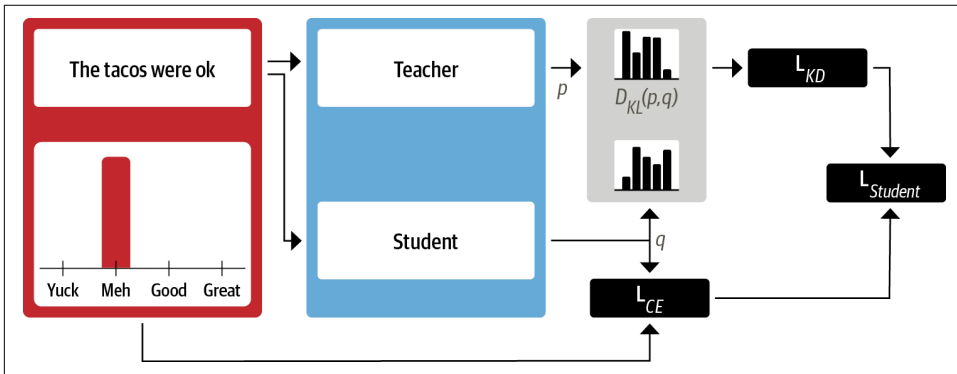 The tacos were ok
Yuck Meh Good Great
Teacher
Student
p
D_KL(p,q)
q
L_KD
L_CE
L_Student